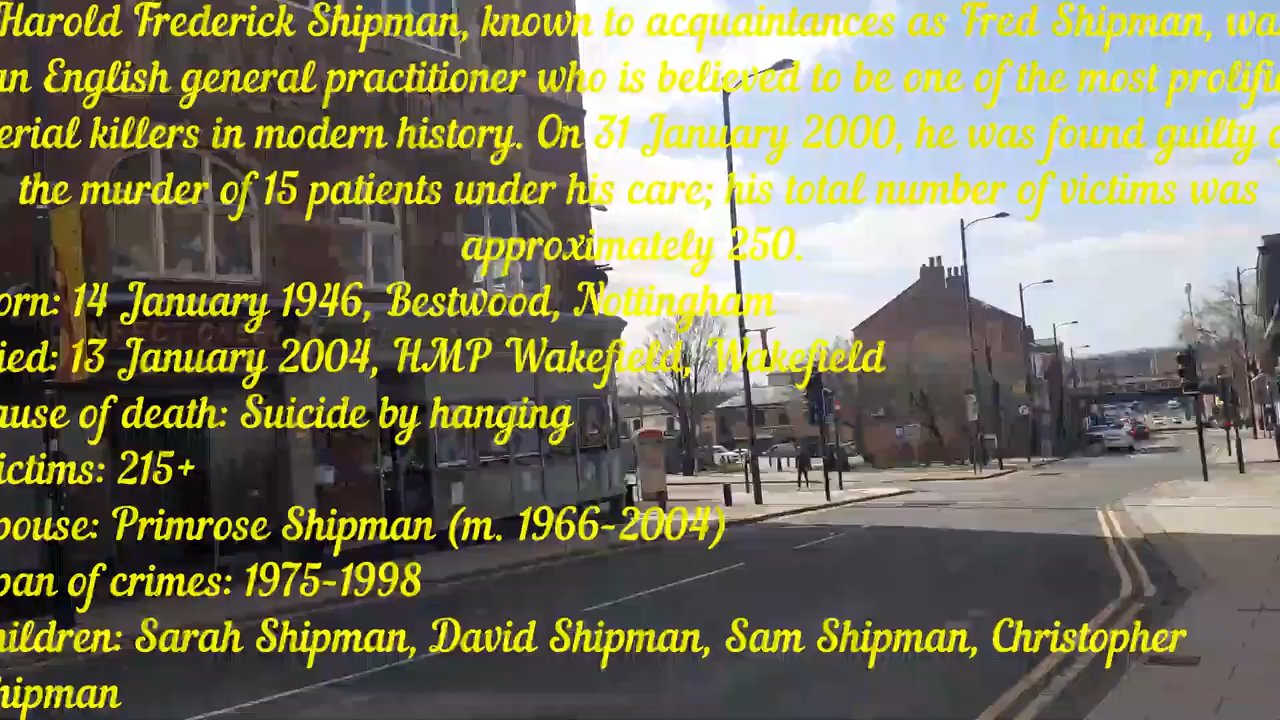 Harold Frederick Shipman, known to acquaintances as Fred Shipman, wa
an English general practitioner who is believed to be one of the most prolific
erial killers in modern history. On 31 January 2000, he was found guilty o
the murder of 15 patients under his care; his total number of victims was
approximately 250.
orn: 14 January 1946, Bestwood, Nottingham
ied: 13 January 2004, HMP Wakefield, Wakefield
ause of death: Suicide by hanging
ictims: 215+
pouse: Primrose Shipman (m. 1966-2004)
pan of crimes: 1975-1998
hildren: Sarah Shipman, David Shipman, Sam Shipman, Christopher
hipman